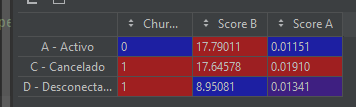 Chur... Score B Score A
A - Activo 0 17.79011 0.01151
C - Cancelado 1 17.64578 0.01910
D - Desconecta... 1 8.95081 0.01341